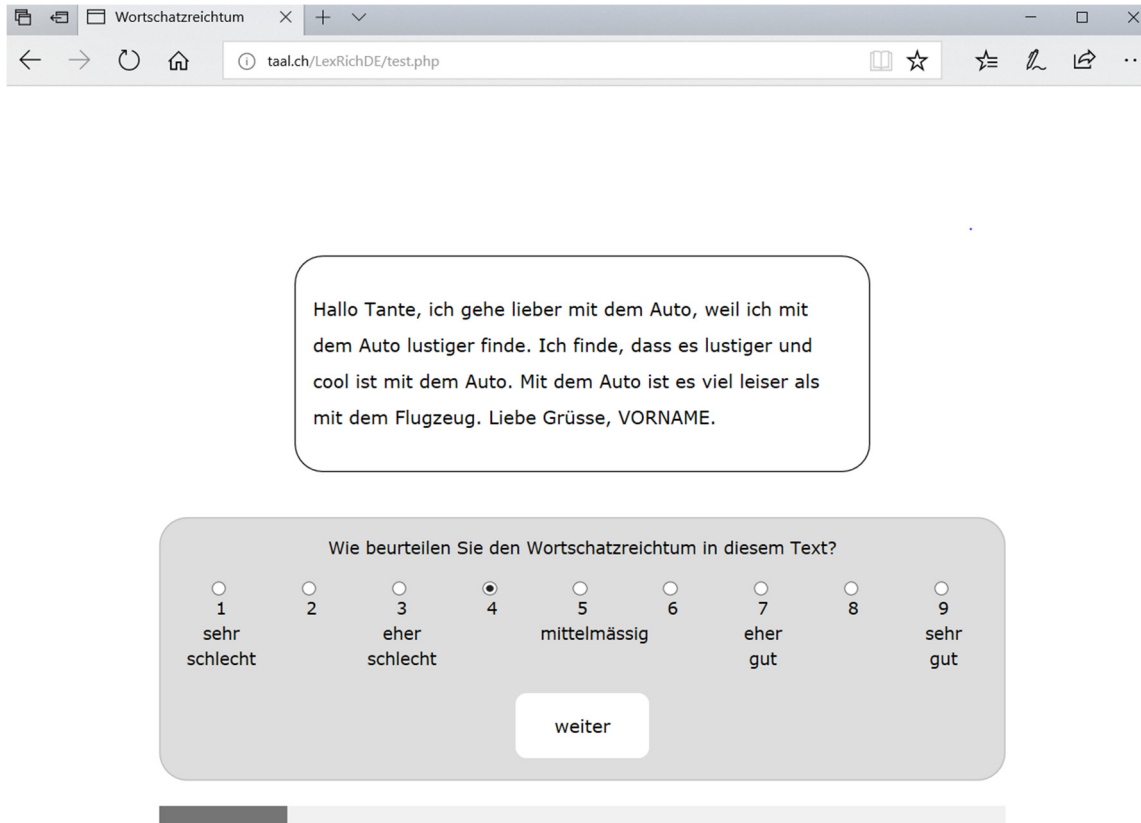 Wortschatzreichtum
taal.ch/LexRichDE/test.php
Hallo Tante, ich gehe lieber mit dem Auto, weil ich mit
dem Auto lustiger finde. Ich finde, dass es lustiger und
cool ist mit dem Auto. Mit dem Auto ist es viel leiser als
mit dem Flugzeug. Liebe Grüsse, VORNAME.
Wie beurteilen Sie den Wortschatzreichtum in diesem Text?
1 2 3 4 5 6 7 8 9
sehr eher mittelmässig eher sehr
schlecht schlecht gut gut
weiter